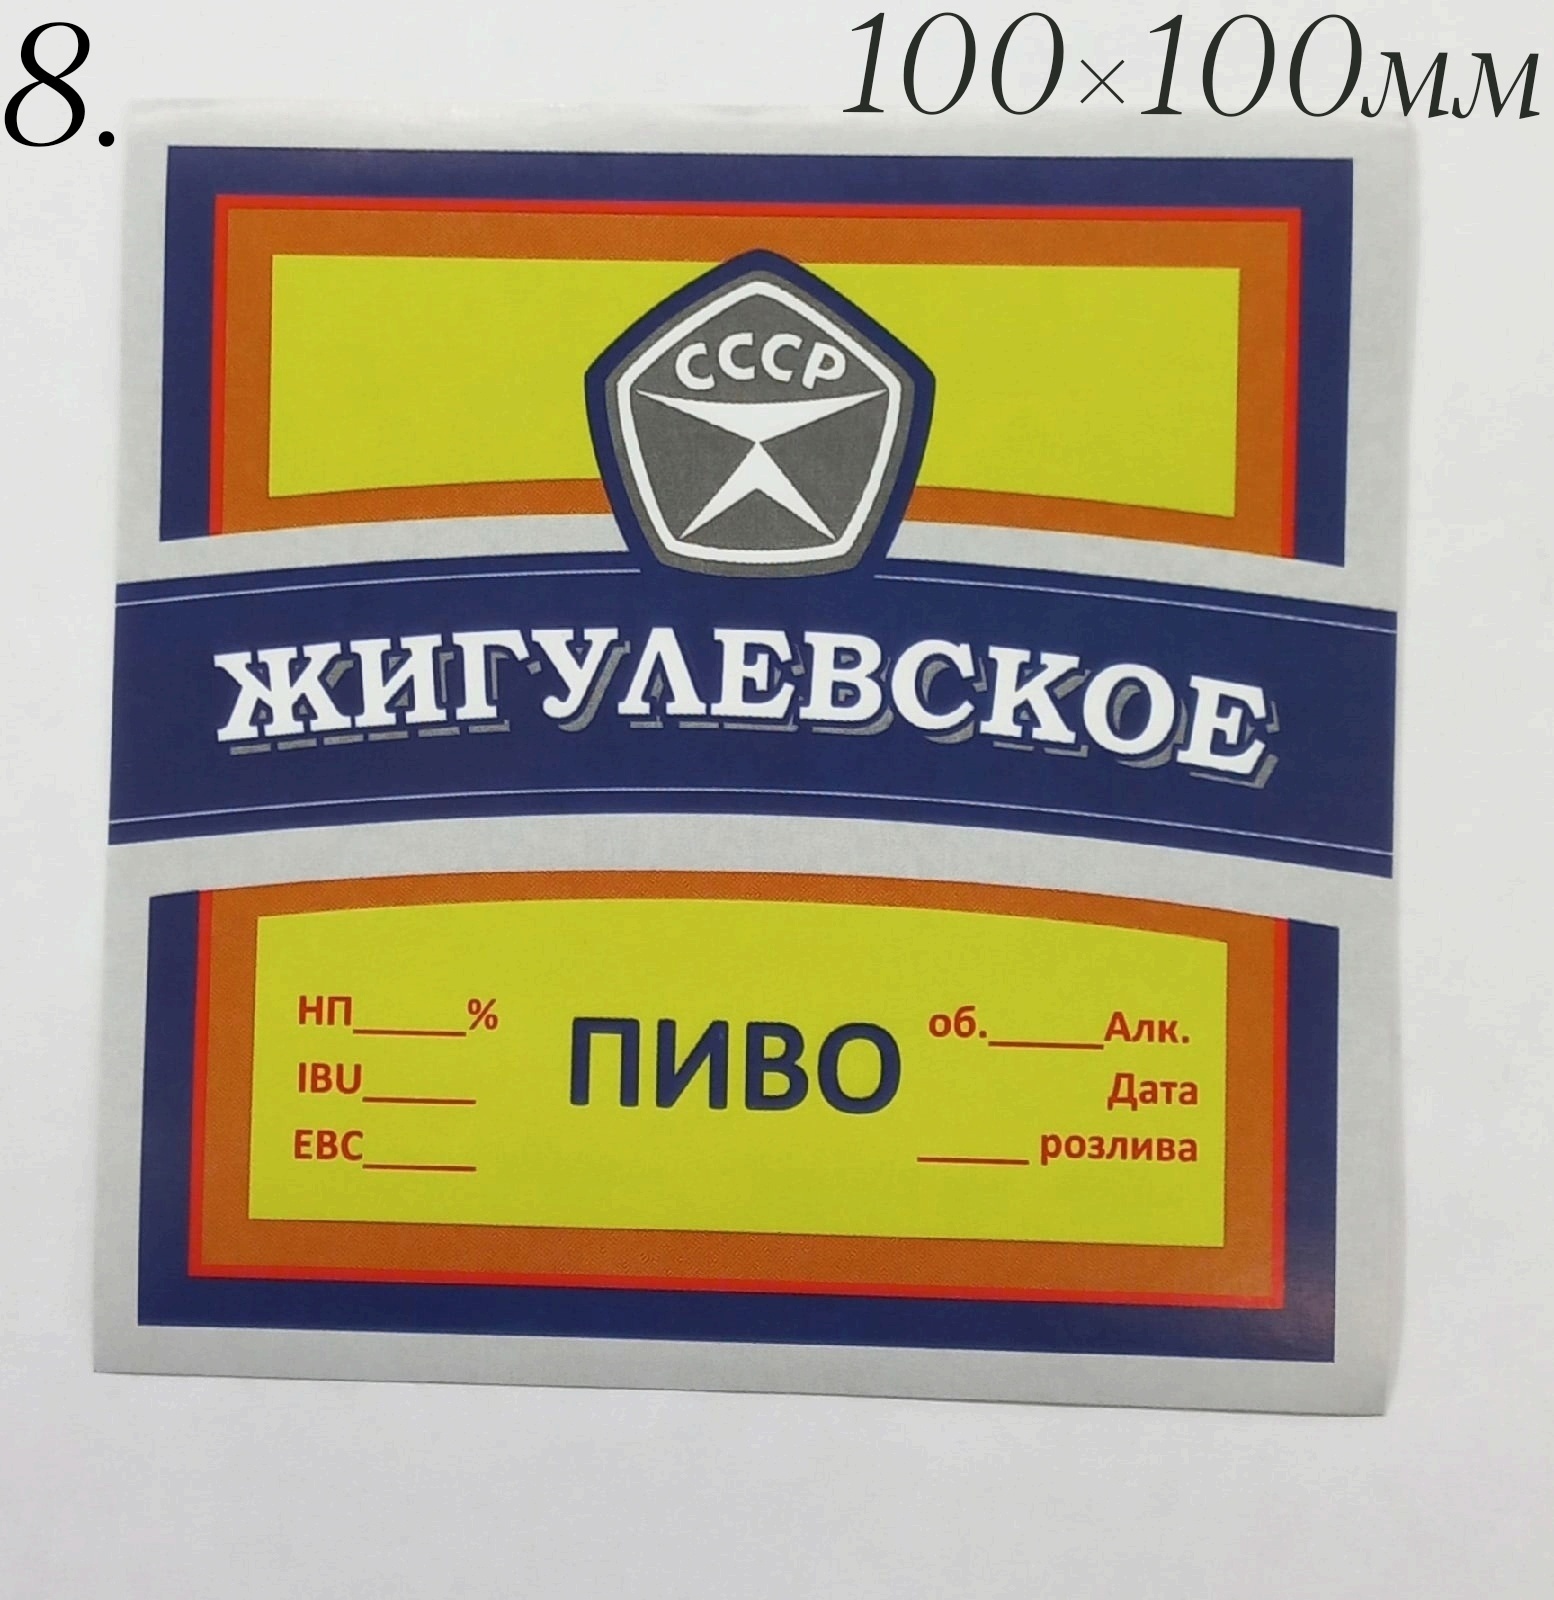 8.
100×100мм
СССР
ЖИГУЛЕВСКОЕ
НП_____%
IBU_____
EBC_____
ПИВО
об._____Алк.
Дата
_____ розлива